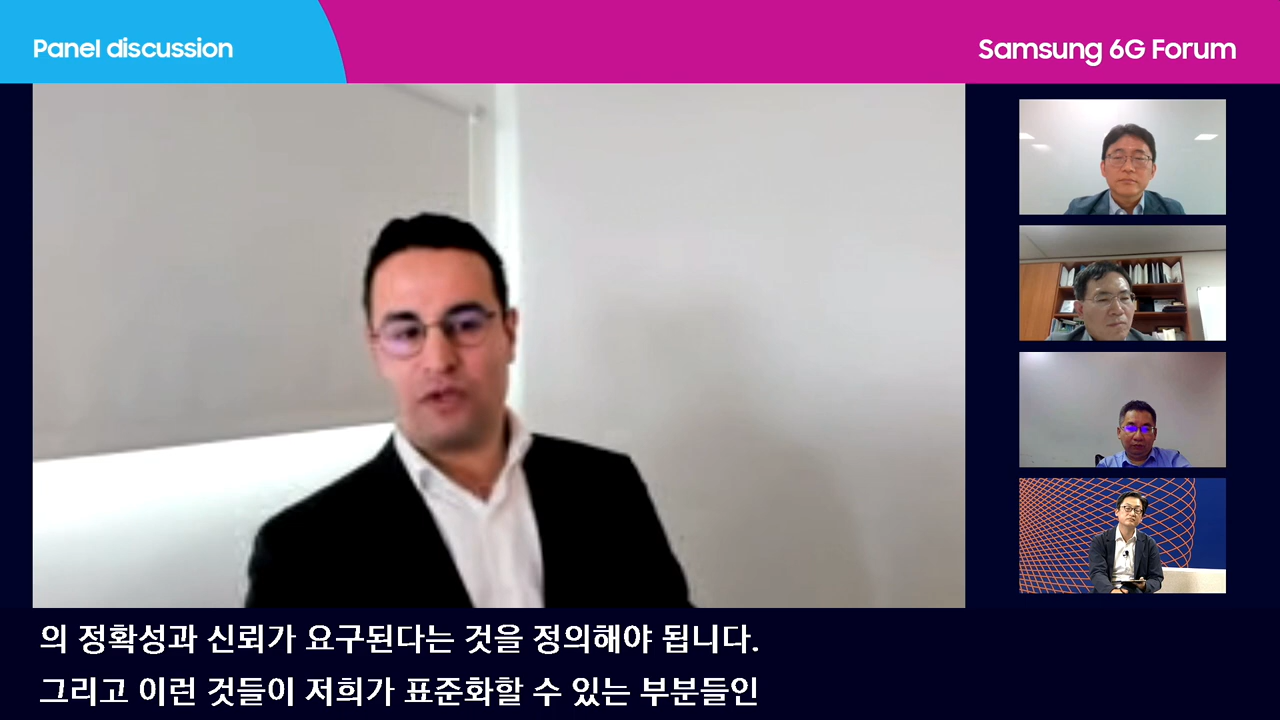 Panel discussion
Samsung 6G Forum
의 정확성과 신뢰가 요구된다는 것을 정의해야 됩니다.
그리고 이런 것들이 저희가 표준화할 수 있는 부분들인